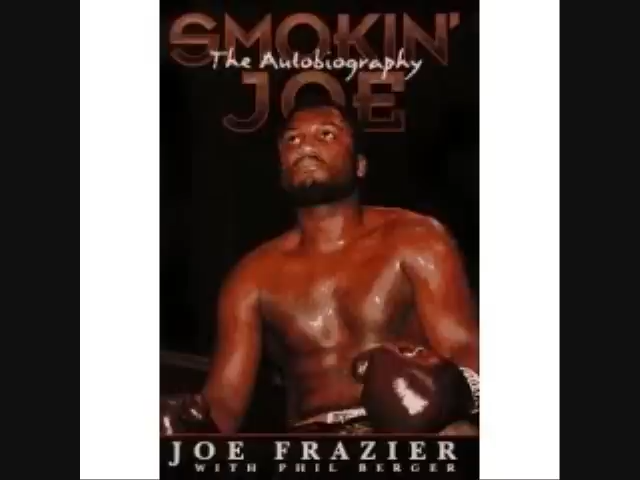 SMOKIN'
The Autobiography
JOE
JOE FRAZIER
WITH PHIL BERGER